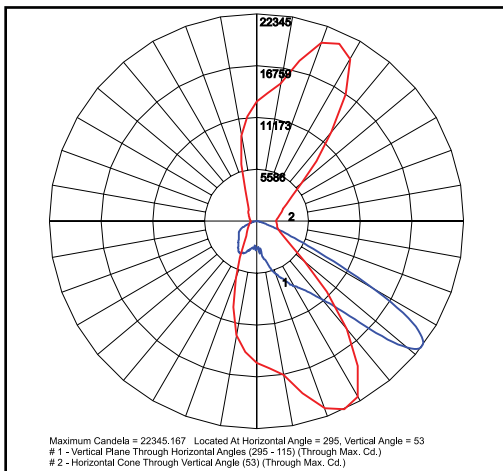 22345
16759
11173
5586
2
1
Maximum Candela = 22345.167 Located At Horizontal Angle = 295, Vertical Angle = 53
# 1 - Vertical Plane Through Horizontal Angles (295 - 115) (Through Max. Cd.)
# 2 - Horizontal Cone Through Vertical Angle (53) (Through Max. Cd.)